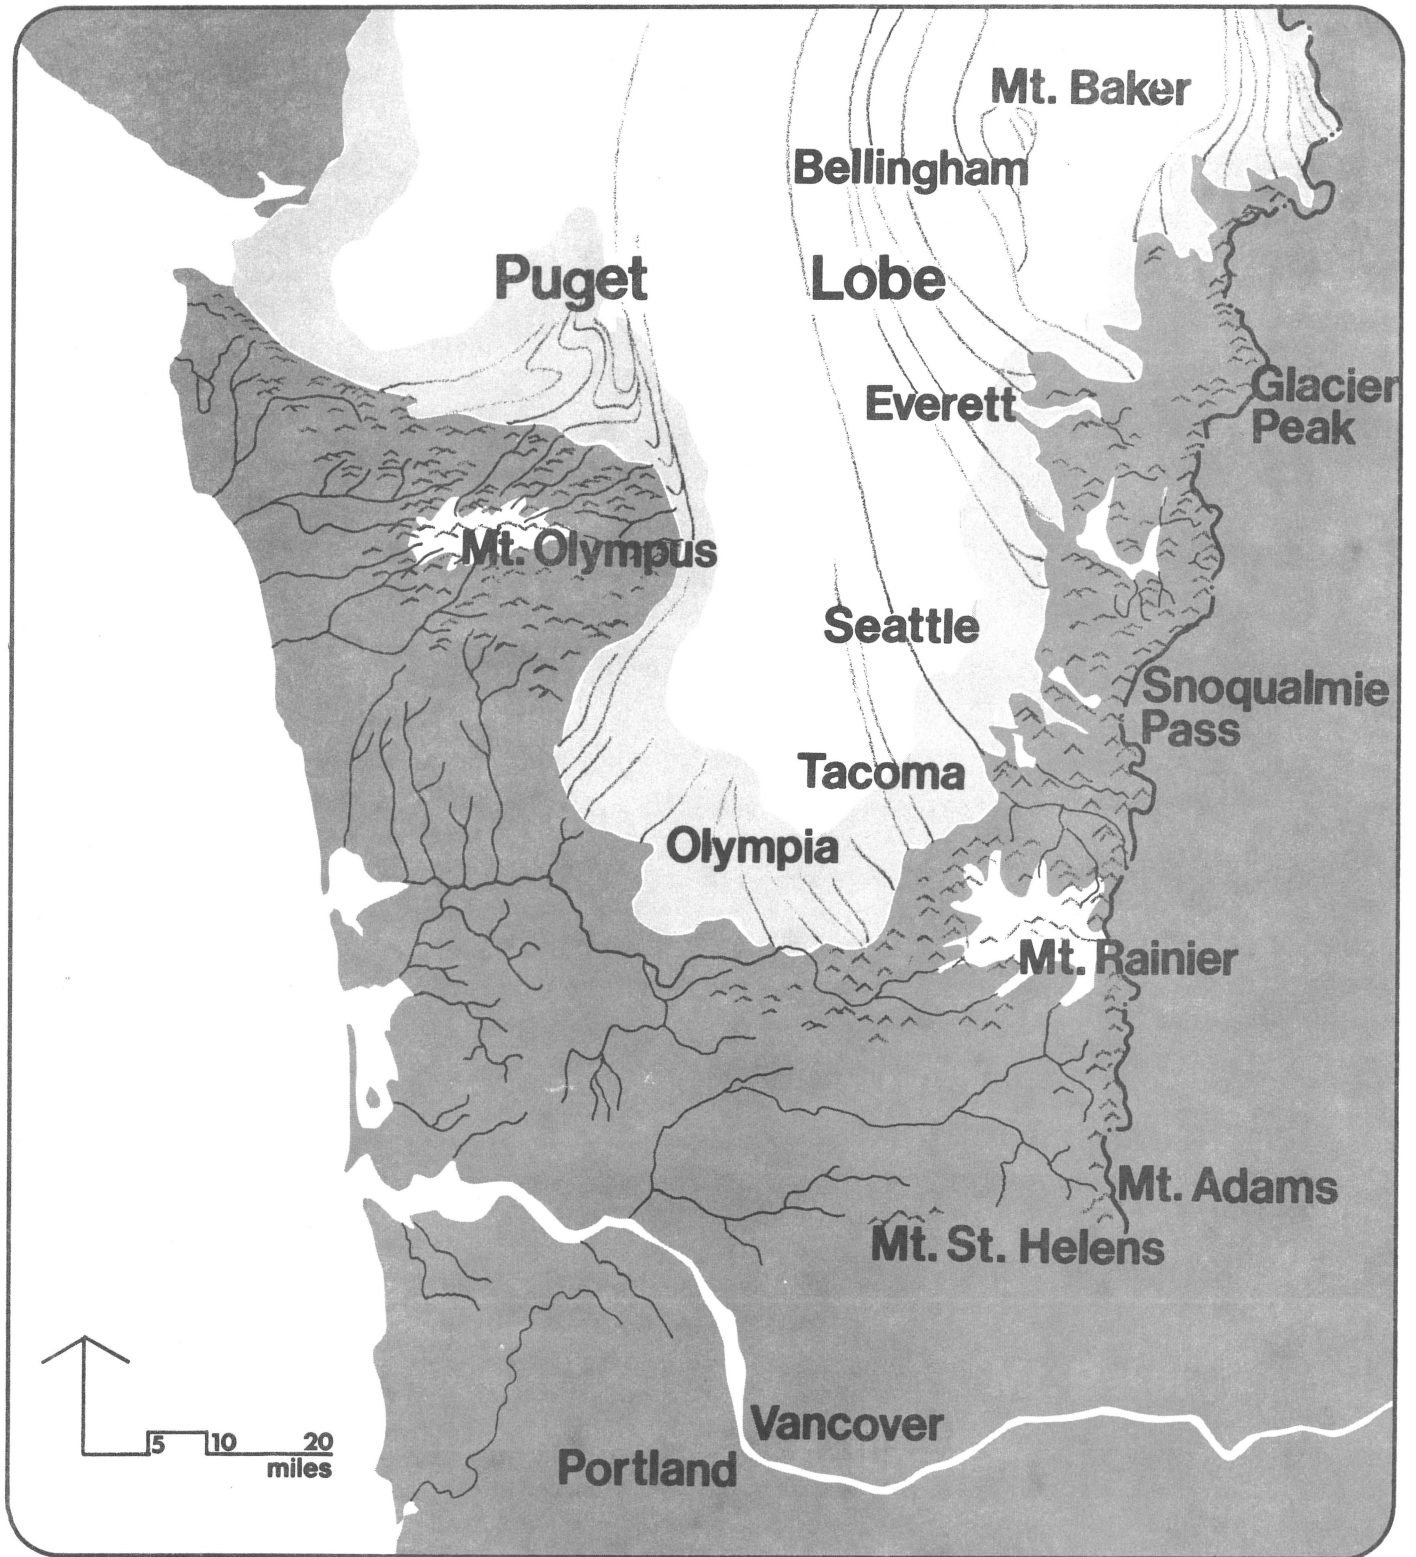 Mt. Baker
Bellingham
Puget Lobe
Glacier
Peak
Everett
Mt. Olympus
Seattle
Snoqualmie
Pass
Tacoma
Olympia
Mt. Rainier
Mt. Adams
Mt. St. Helens
Vancover
Portland
5 10 20
miles